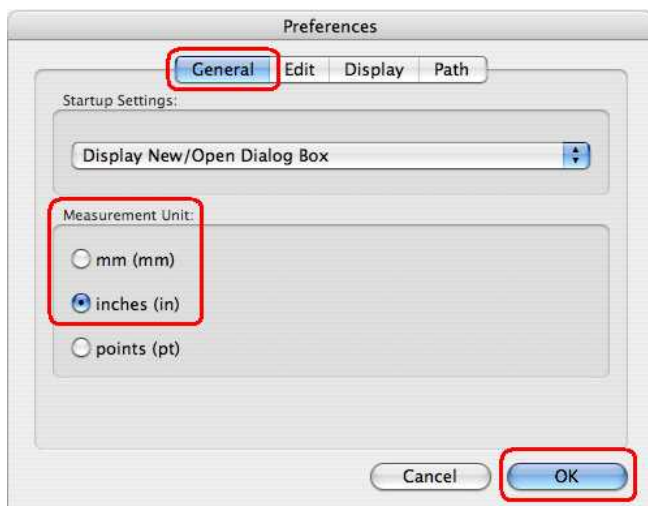 Preferences
General Edit Display Path
Startup Settings:
Display New/Open Dialog Box
Measurement Unit:
mm (mm)
inches (in)
points (pt)
Cancel OK